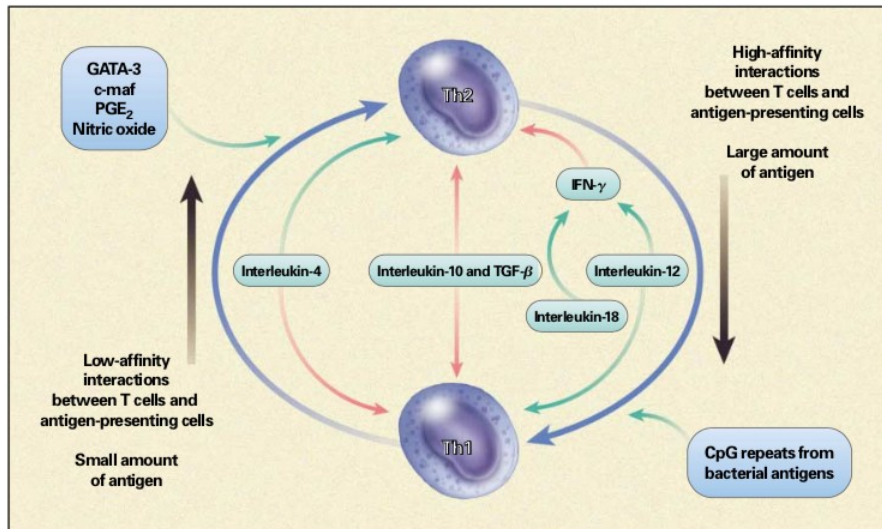 GATA-3
c-maf
PGE₂
Nitric oxide
Th2
High-affinity
interactions
between T cells and
antigen-presenting cells
Large amount
of antigen
IFN-γ
Interleukin-4
Interleukin-10 and TGF-β
Interleukin-12
Interleukin-18
Low-affinity
interactions
between T cells and
antigen-presenting cells
Small amount
of antigen
Th1
CpG repeats from
bacterial antigens